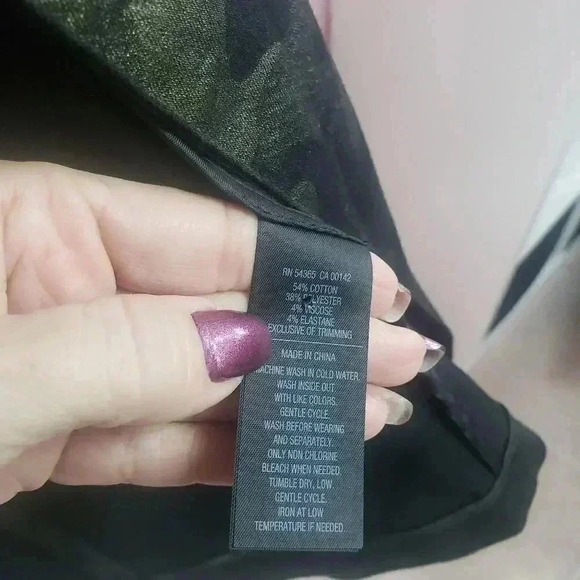 RN 54365 CA 00142
54% COTTON
38% LYESTER
4% VISCOSE
4% ELASTANE
EXCLUSIVE OF TRIMMING
MADE IN CHINA
MACHINE WASH IN COLD WATER,
WASH INSIDE OUT
WITH LIKE COLORS.
GENTLE CYCLE.
WASH BEFORE WEARING
AND SEPARATELY.
ONLY NON CHLORINE
BLEACH WHEN NEEDED.
TUMBLE DRY, LOW.
GENTLE CYCLE.
IRON AT LOW
TEMPERATURE IF NEEDED.